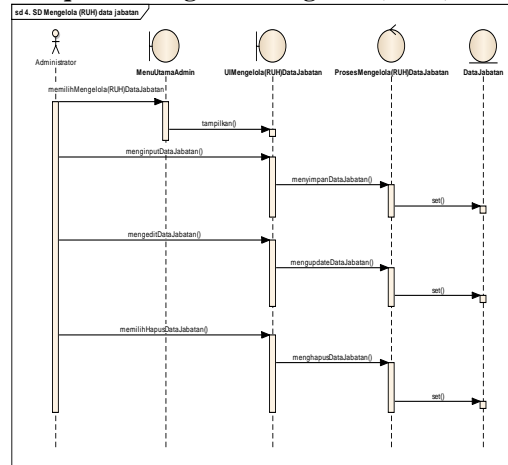 sd 4. SD Mengelola (RUH) data jabatan
Administrator
MenuUtamaAdmin
UIMengelola(RUH)DataJabatan
ProsesMengelola(RUH)DataJabatan
DataJabatan
memilihMengelola(RUH)DataJabatan
tampilkan()
menginputDataJabatan()
menyimpanDataJabatan()
set()
mengeditDataJabatan()
mengupdateDataJabatan()
set()
memilihHapusDataJabatan()
menghapusDataJabatan()
set()